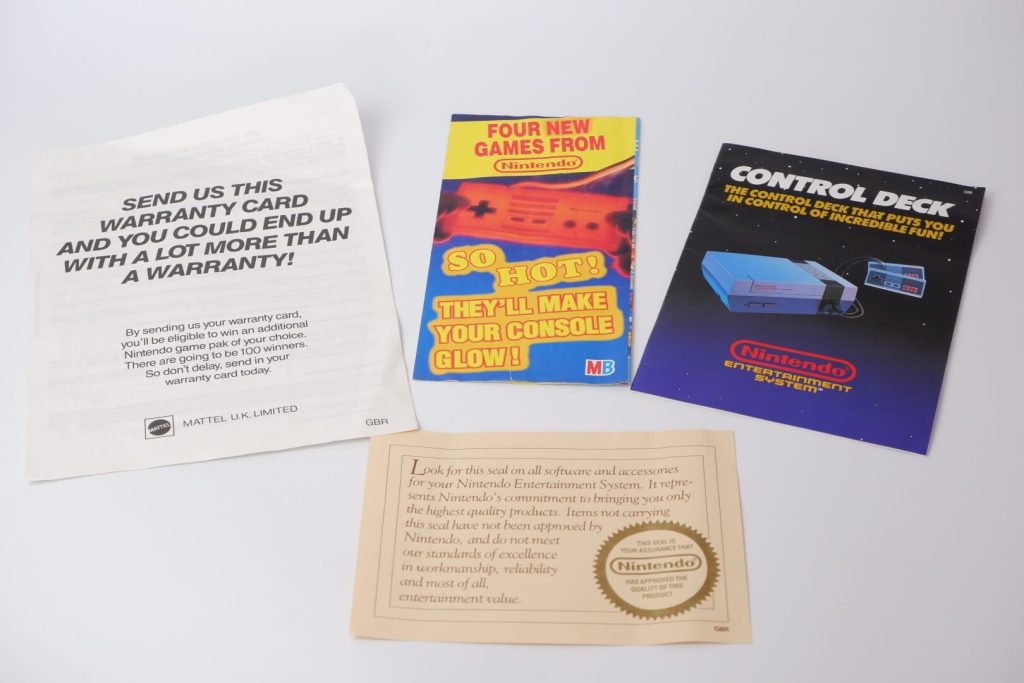 SEND US THIS
WARRANTY CARD
AND YOU COULD END UP
WITH A LOT MORE THAN
A WARRANTY!
By sending us your warranty card,
you'll be eligible to win an additional
Nintendo game pak of your choice.
There are going to be 100 winners.
So don't delay, send in your
warranty card today.
MATTEL
MATTEL U.K. LIMITED
GBR
FOUR NEW
GAMES FROM
Nintendo®
SO
HOT!
THEY'LL MAKE
YOUR CONSOLE
GLOW!
MB
CONTROL DECK
THE CONTROL DECK THAT PUTS YOU
IN CONTROL OF INCREDIBLE FUN!
Nintendo®
ENTERTAINMENT
SYSTEM™
Look for this seal on all software and accessories
for your Nintendo Entertainment System. It repre-
sents Nintendo's commitment to bringing you only
the highest quality products. Items not carrying
this seal have not been approved by
Nintendo, and do not meet
our standards of excellence
in workmanship, reliability
and most of all,
entertainment value.
THIS SEAL IS
YOUR ASSURANCE THAT
Nintendo®
HAS APPROVED THE
QUALITY OF THIS
PRODUCT
GBR